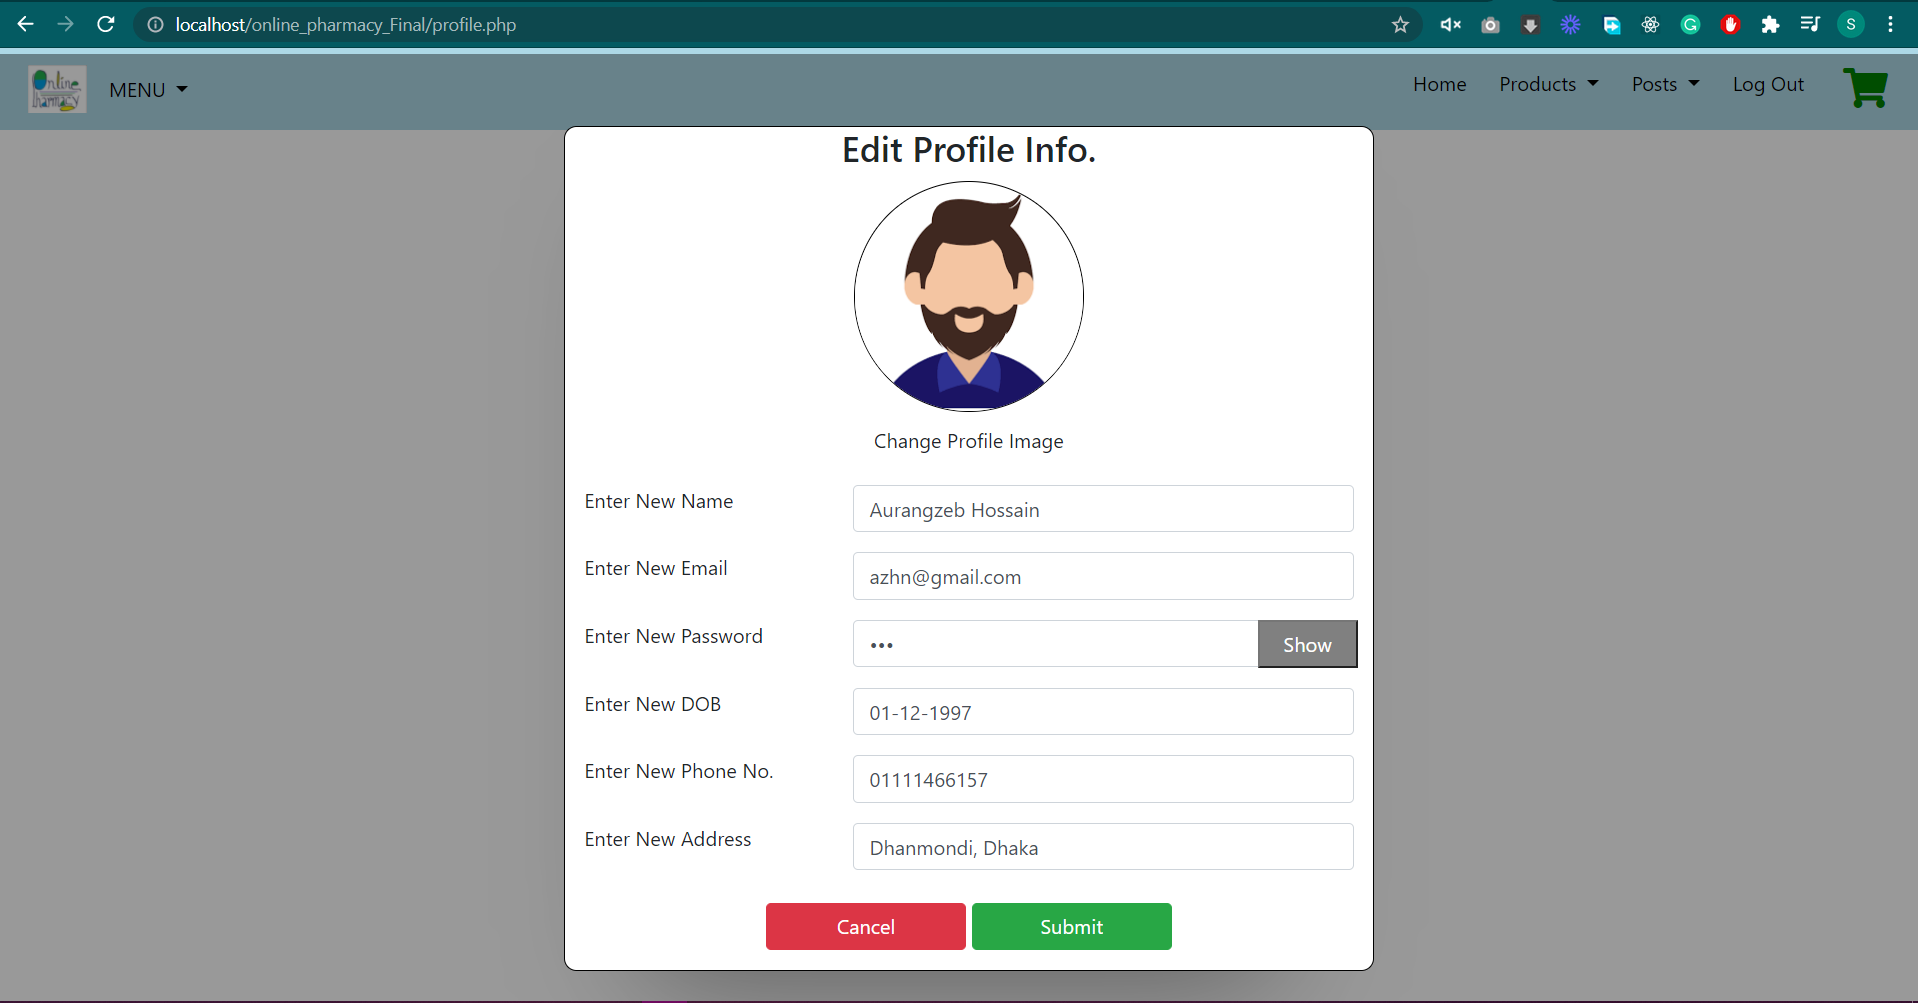 localhost/online_pharmacy_Final/profile.php
S
Online
Pharmacy
MENU
Home Products Posts Log Out
Edit Profile Info.
Change Profile Image
Enter New Name Aurangzeb Hossain
Enter New Email azhn@gmail.com
Enter New Password ••• Show
Enter New DOB 01-12-1997
Enter New Phone No. 01111466157
Enter New Address Dhanmondi, Dhaka
Cancel Submit